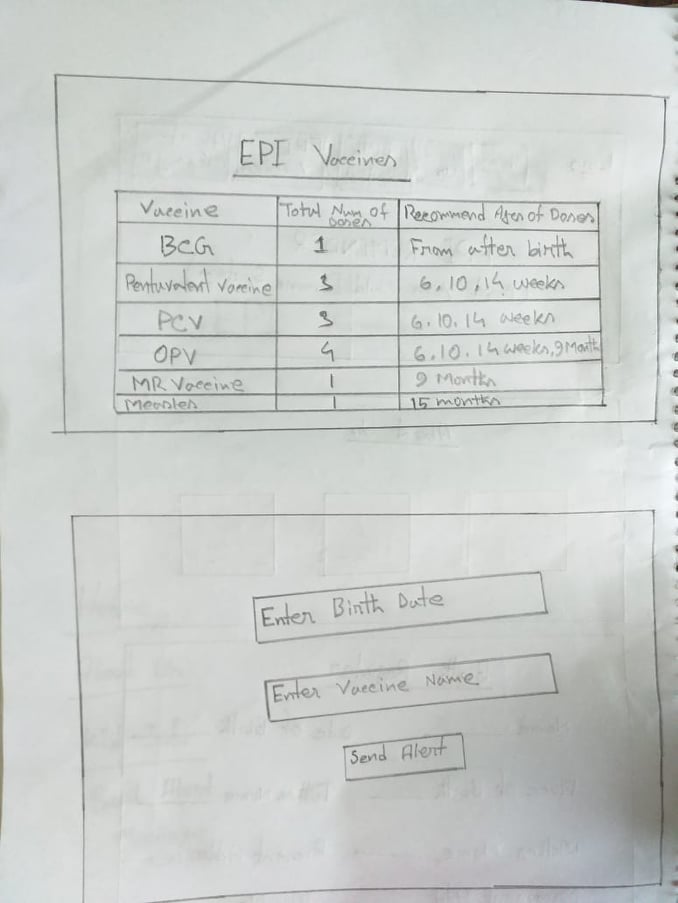 EPI Vaccines
Vaccine Total Num of Doses Recommend Ages of Doses
BCG 1 From after birth
Pentuvalent Vaccine 3 6, 10, 14 weeks
PCV 3 6, 10, 14 weeks
OPV 4 6, 10, 14 weeks, 9 Month
MR Vaccine 1 9 Months
Measles 1 15 months
Enter Birth Date
Enter Vaccine Name
Send Alert